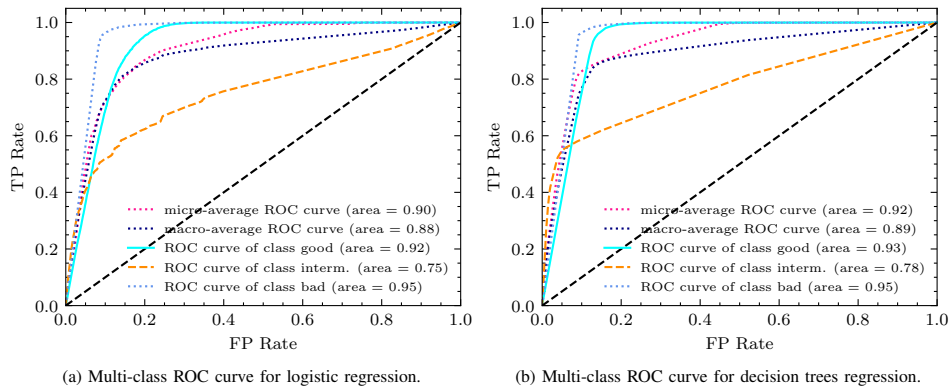 1.0
0.8
0.6
0.4
0.2
0.0
TP Rate
micro-average ROC curve (area = 0.90)
macro-average ROC curve (area = 0.88)
ROC curve of class good (area = 0.92)
ROC curve of class interm. (area = 0.75)
ROC curve of class bad (area = 0.95)
0.0 0.2 0.4 0.6 0.8 1.0
FP Rate
(a) Multi-class ROC curve for logistic regression.
1.0
0.8
0.6
0.4
0.2
0.0
TP Rate
micro-average ROC curve (area = 0.92)
macro-average ROC curve (area = 0.89)
ROC curve of class good (area = 0.93)
ROC curve of class interm. (area = 0.78)
ROC curve of class bad (area = 0.95)
0.0 0.2 0.4 0.6 0.8 1.0
FP Rate
(b) Multi-class ROC curve for decision trees regression.